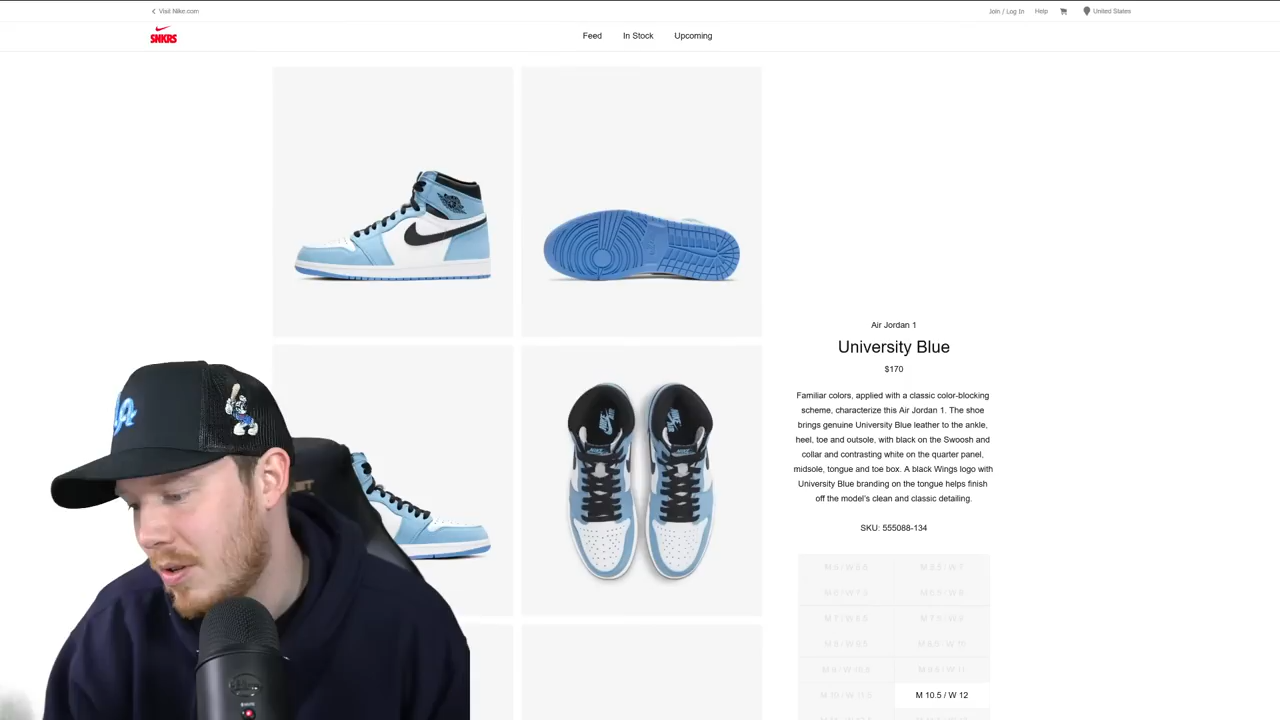 Visit Nike.com
Join / Log In
Help
United States
SNKRS
Feed
In Stock
Upcoming
Air Jordan 1
University Blue
$170
Familiar colors, applied with a classic color-blocking
scheme, characterize this Air Jordan 1. The shoe
brings genuine University Blue leather to the ankle,
heel, toe and outsole, with black on the Swoosh and
and contrasting white on the quarter panel,
midsole, tongue and toe box. A black Wings logo with
University Blue branding on the tongue helps finish
off the model's clean and classic detailing.
SKU: 555088-134
M 7 / W 8.5
M 10.5 / W 12